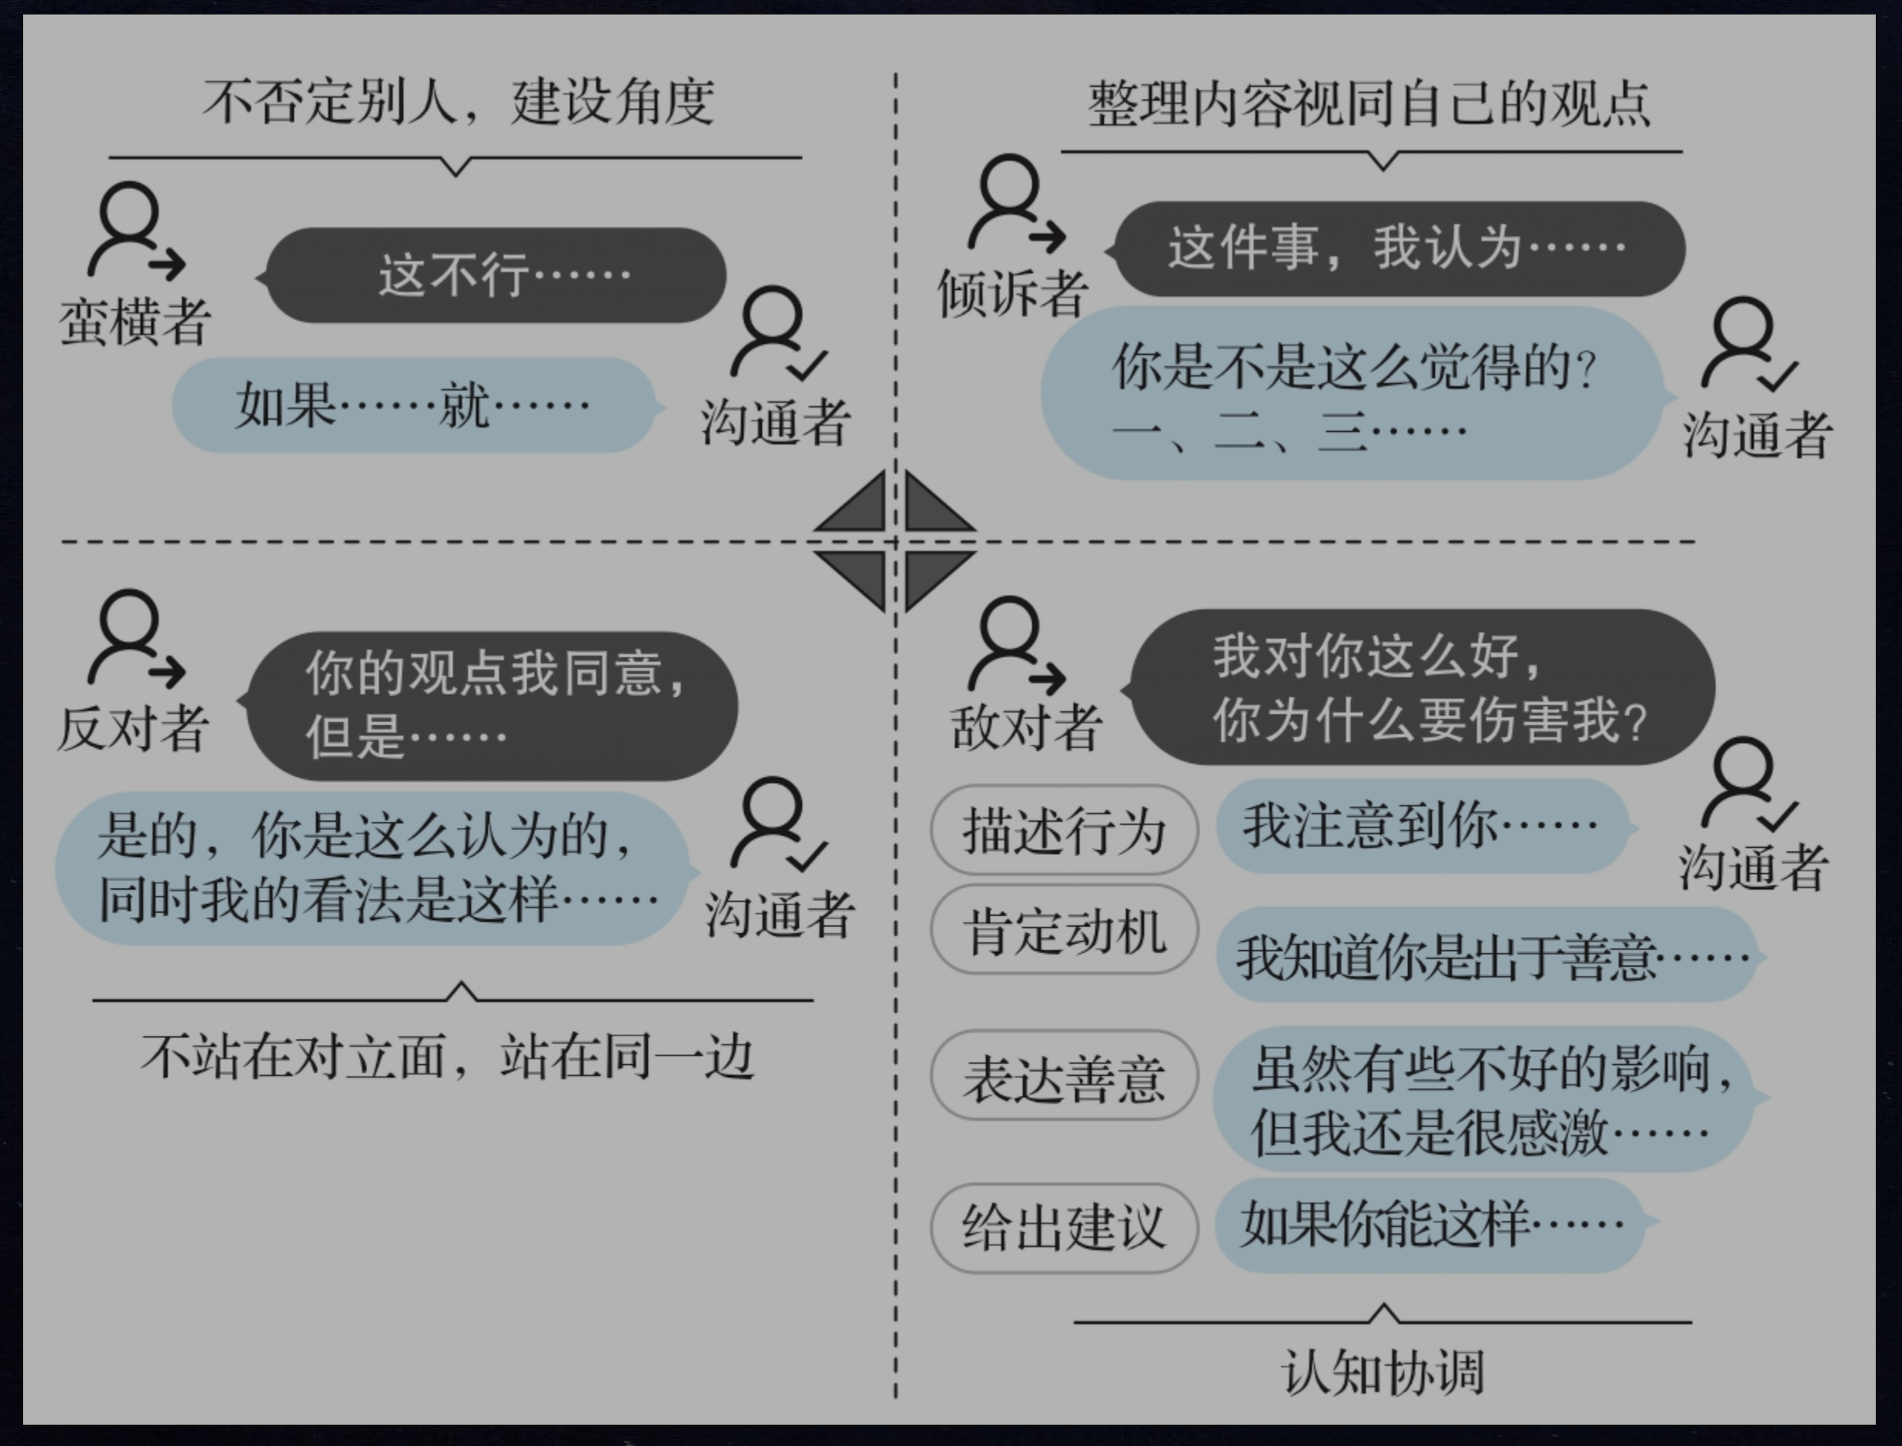 不否定别人，建设角度
蛮横者
这不行……
如果……就……
沟通者
整理内容视同自己的观点
倾诉者
这件事，我认为……
你是不是这么觉得的？
一、二、三……
沟通者
反对者
你的观点我同意，
但是……
是的，你是这么认为的，
同时我的看法是这样……
沟通者
不站在对立面，站在同一边
敌对者
我对你这么好，
你为什么要伤害我？
沟通者
描述行为
我注意到你……
肯定动机
我知道你是出于善意……
表达善意
虽然有些不好的影响，
但我还是很感激……
给出建议
如果你能这样……
认知协调